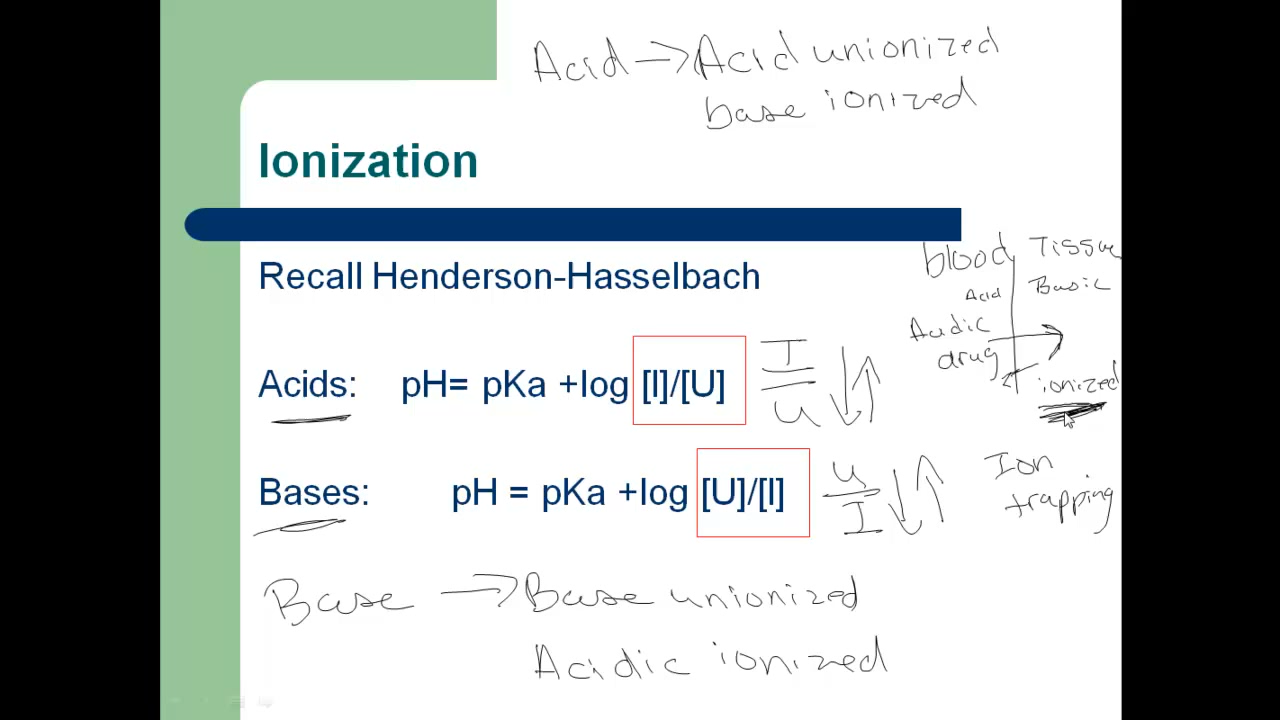 Acid → Acid unionized
base ionized
Ionization
Recall Henderson-Hasselbach
blood Tissue
Acid Basic
Acidic
drug
ionized
Acids: pH= pKa +log [I]/[U] I/U
Bases: pH = pKa +log [U]/[I] U/I
Ion
trapping
Base → Base unionized
Acidic ionized